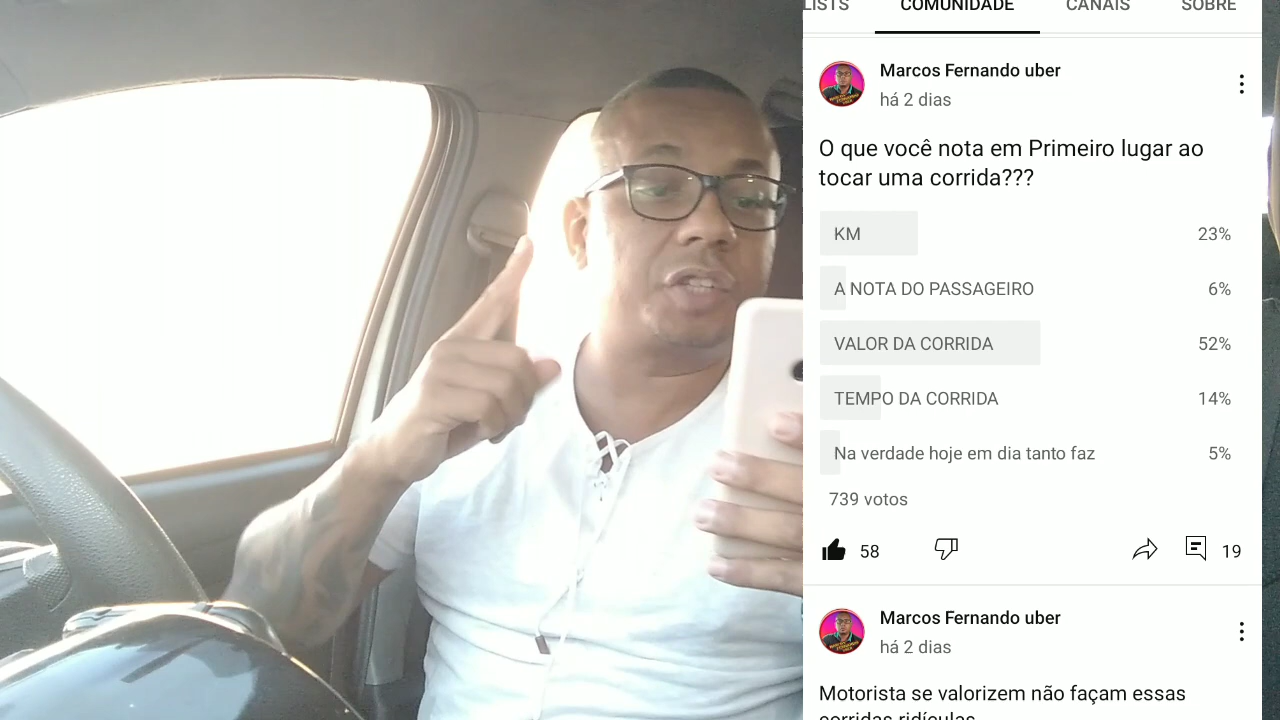 LISTS COMUNIDADE CANAIS SOBRE
Marcos Fernando uber
há 2 dias
O que você nota em Primeiro lugar ao
tocar uma corrida???
KM 23%
A NOTA DO PASSAGEIRO 6%
VALOR DA CORRIDA 52%
TEMPO DA CORRIDA 14%
Na verdade hoje em dia tanto faz 5%
739 votos
58 19
Marcos Fernando uber
há 2 dias
Motorista se valorizem não façam essas
corridas ridículas